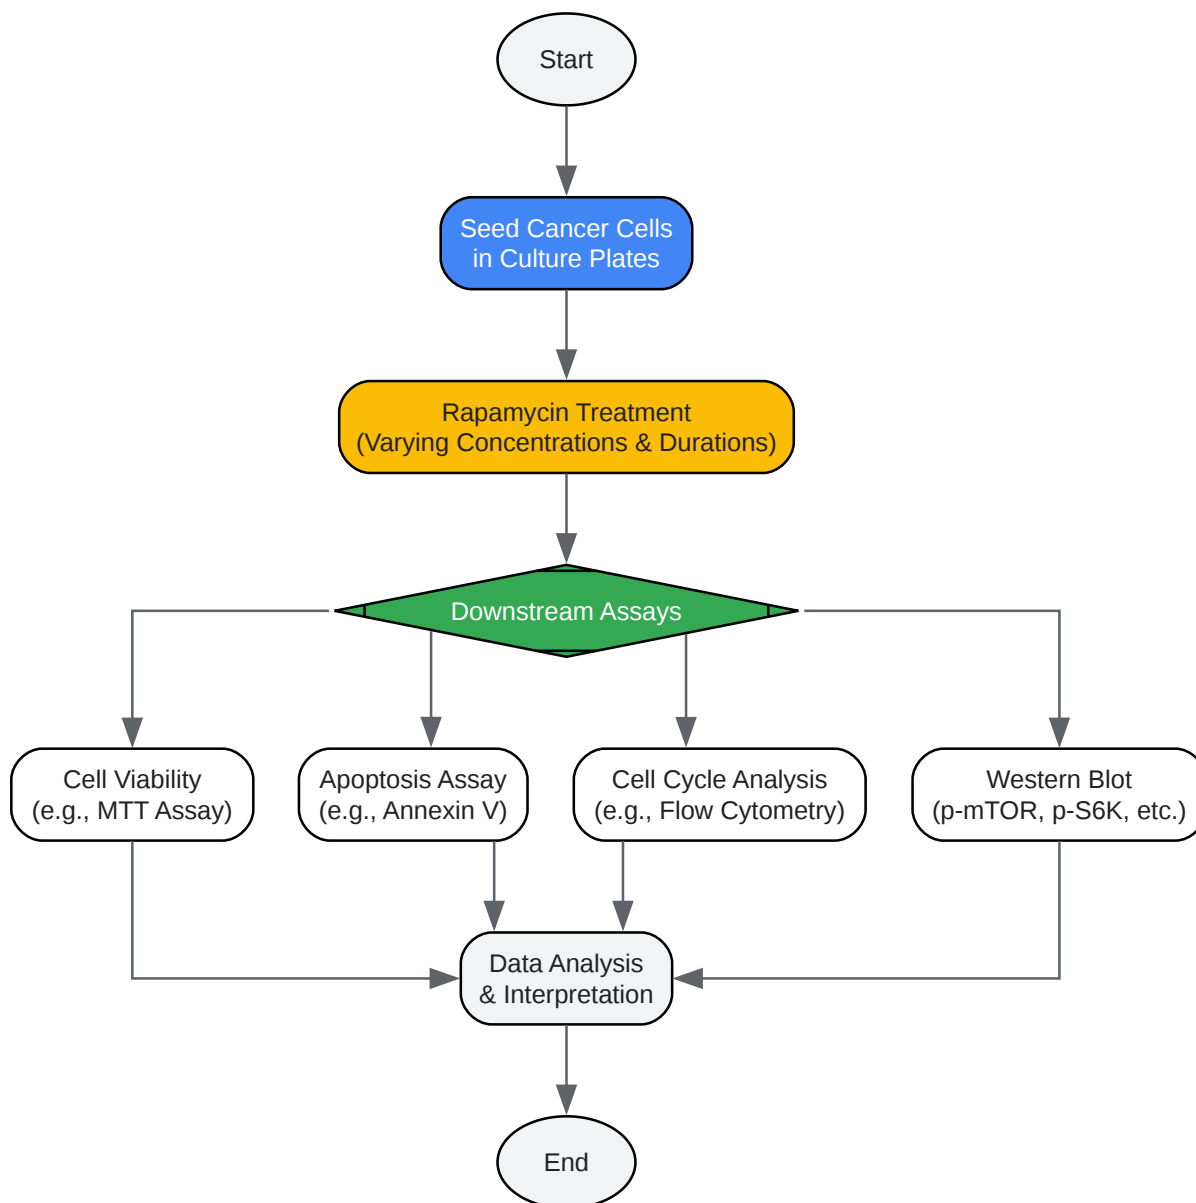 Start
Seed Cancer Cells
in Culture Plates
Rapamycin Treatment
(Varying Concentrations & Durations)
Downstream Assays
Cell Viability
(e.g., MTT Assay)
Apoptosis Assay
(e.g., Annexin V)
Cell Cycle Analysis
(e.g., Flow Cytometry)
Western Blot
(p-mTOR, p-S6K, etc.)
Data Analysis
& Interpretation
End